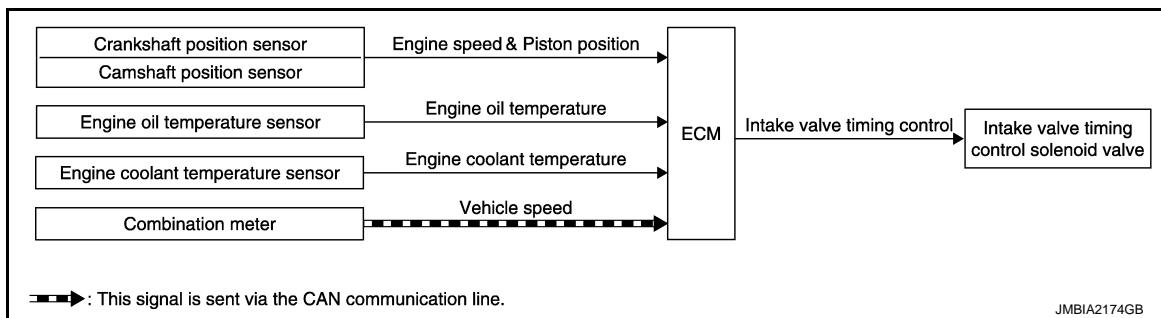 Crankshaft position sensor
Camshaft position sensor
Engine speed & Piston position
Engine oil temperature sensor
Engine oil temperature
Engine coolant temperature sensor
Engine coolant temperature
Combination meter
Vehicle speed
ECM
Intake valve timing control
Intake valve timing
control solenoid valve
: This signal is sent via the CAN communication line.
JMBIA2174GB